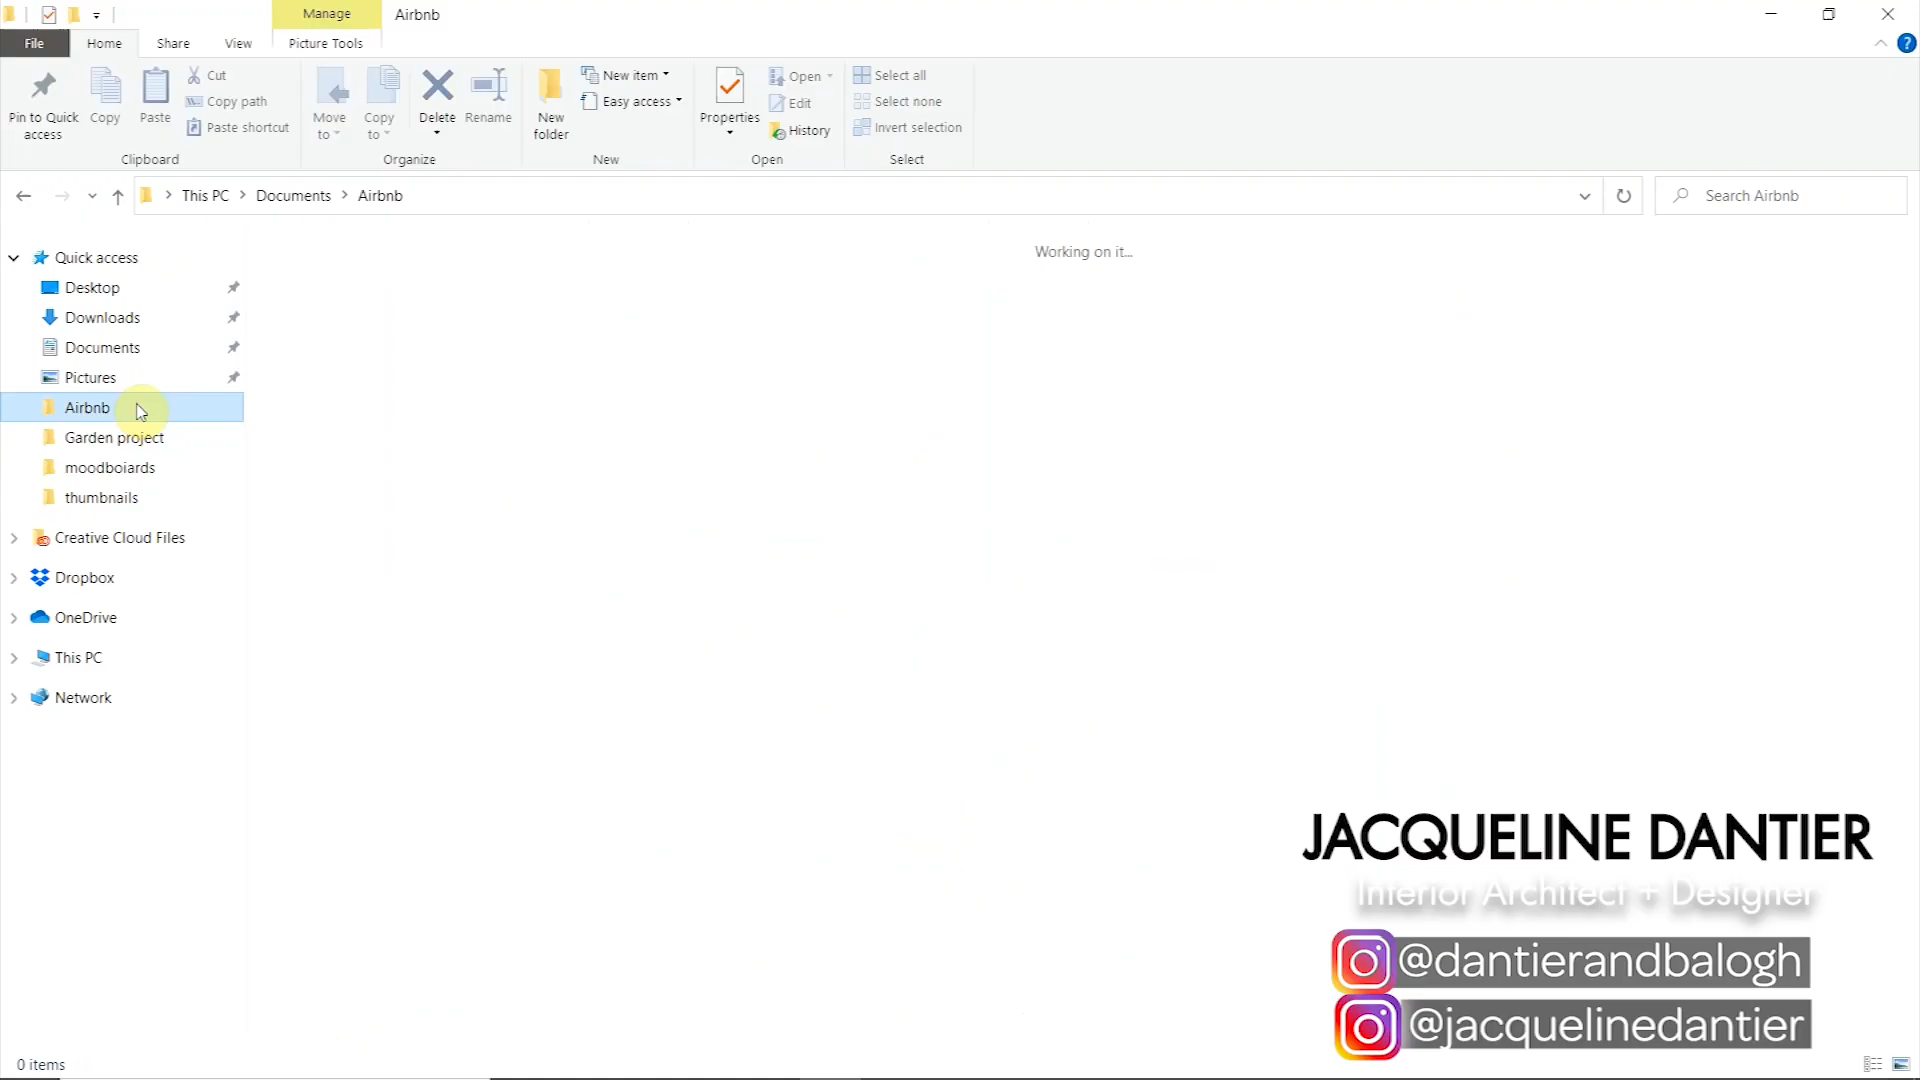 Manage
Airbnb
File
Home
Share
View
Picture Tools
Pin to Quick access
Copy
Paste
Cut
Copy path
Paste shortcut
Clipboard
Move to
Copy to
Delete
Rename
Organize
New folder
New item
Easy access
New
Properties
Open
Edit
History
Open
Select all
Select none
Invert selection
Select
This PC
Documents
Airbnb
Search Airbnb
Working on it...
Quick access
Desktop
Downloads
Documents
Pictures
Airbnb
Garden project
moodboiards
thumbnails
Creative Cloud Files
Dropbox
OneDrive
This PC
Network
JACQUELINE DANTIER
Interior Architect + Designer
@dantierandbalogh
@jacquelinedantier
0 items